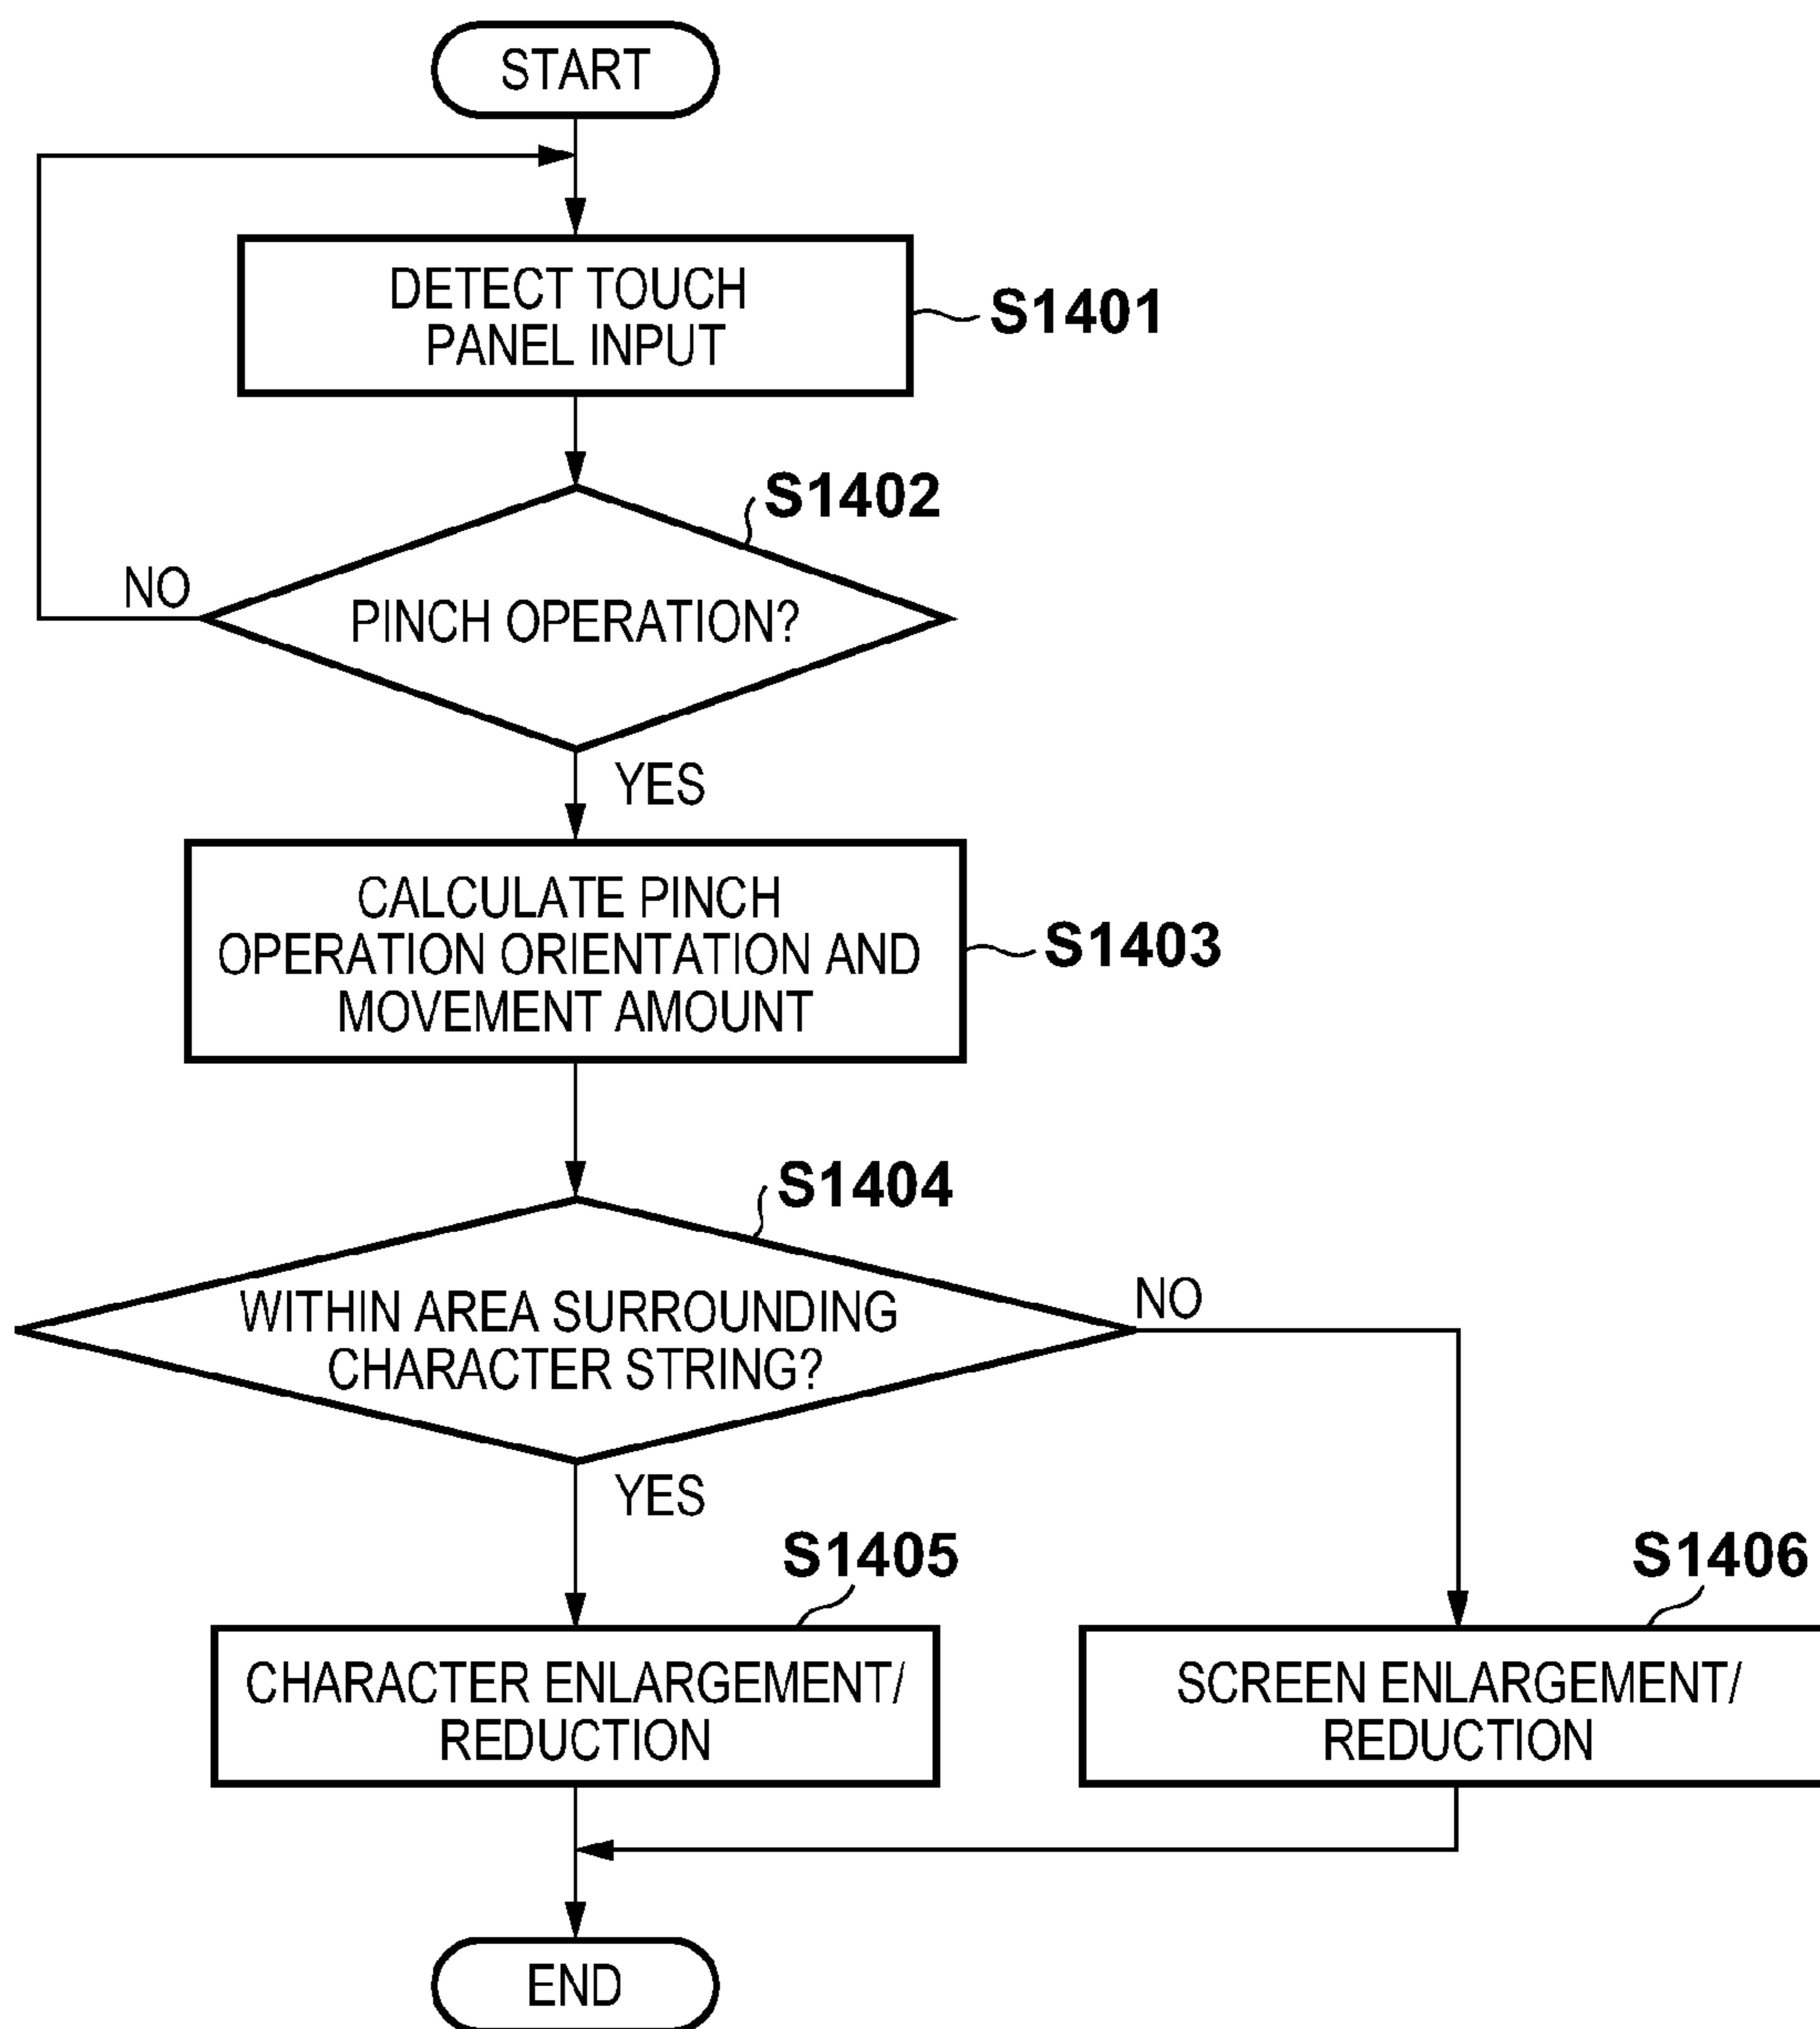 START
DETECT TOUCH
PANEL INPUT
S1401
S1402
NO
PINCH OPERATION?
YES
CALCULATE PINCH
OPERATION ORIENTATION AND
MOVEMENT AMOUNT
S1403
S1404
NO
WITHIN AREA SURROUNDING
CHARACTER STRING?
YES
S1405
CHARACTER ENLARGEMENT/
REDUCTION
S1406
SCREEN ENLARGEMENT/
REDUCTION
END